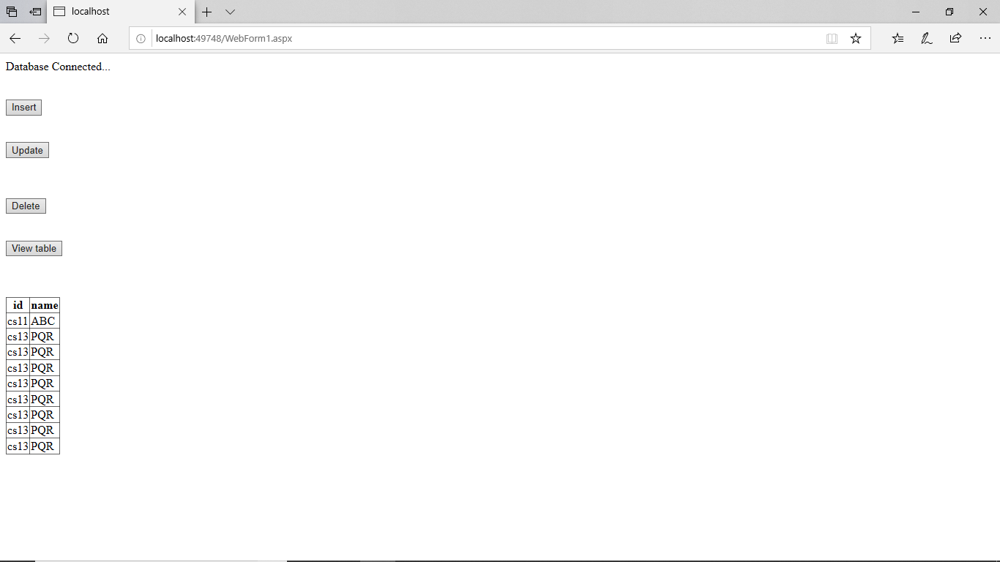 localhost
localhost:49748/WebForm1.aspx
Database Connected...
Insert
Update
Delete
View table
id name
cs11 ABC
cs13 PQR
cs13 PQR
cs13 PQR
cs13 PQR
cs13 PQR
cs13 PQR
cs13 PQR
cs13 PQR